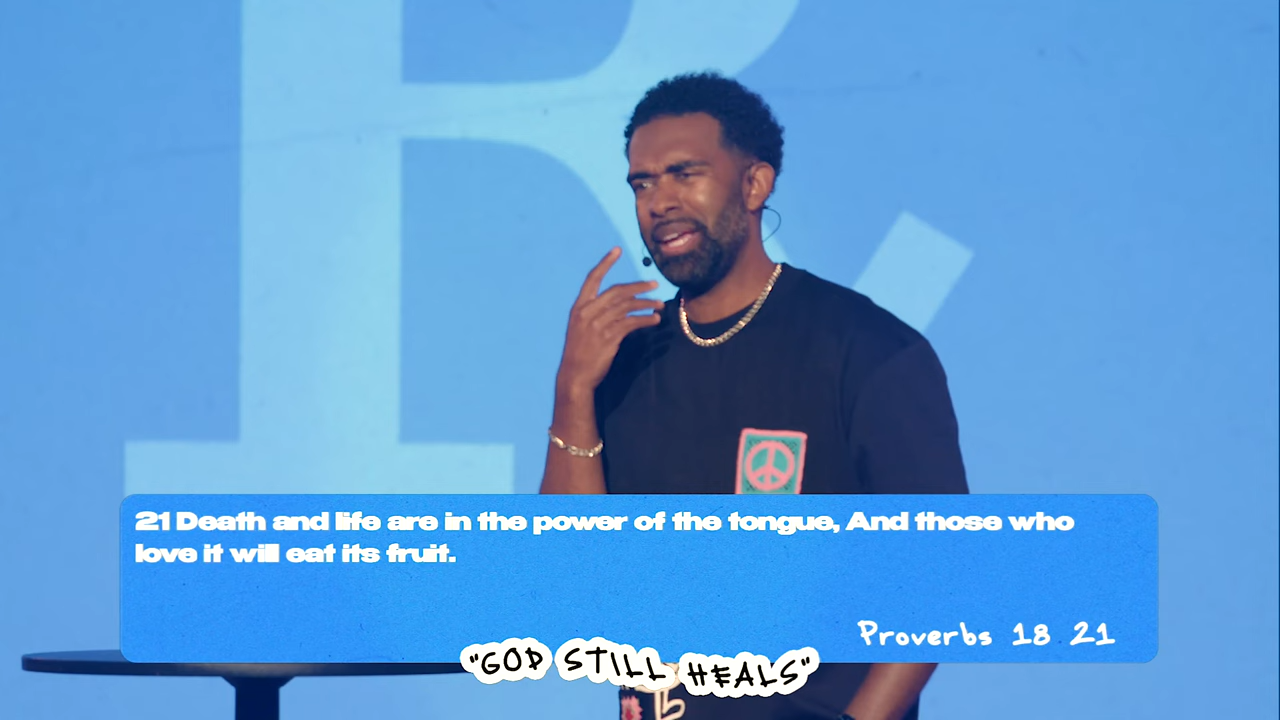 R
21 Death and life are in the power of the tongue, And those who
love it will eat its fruit.
Proverbs 18 21
"GOD STILL HEALS"